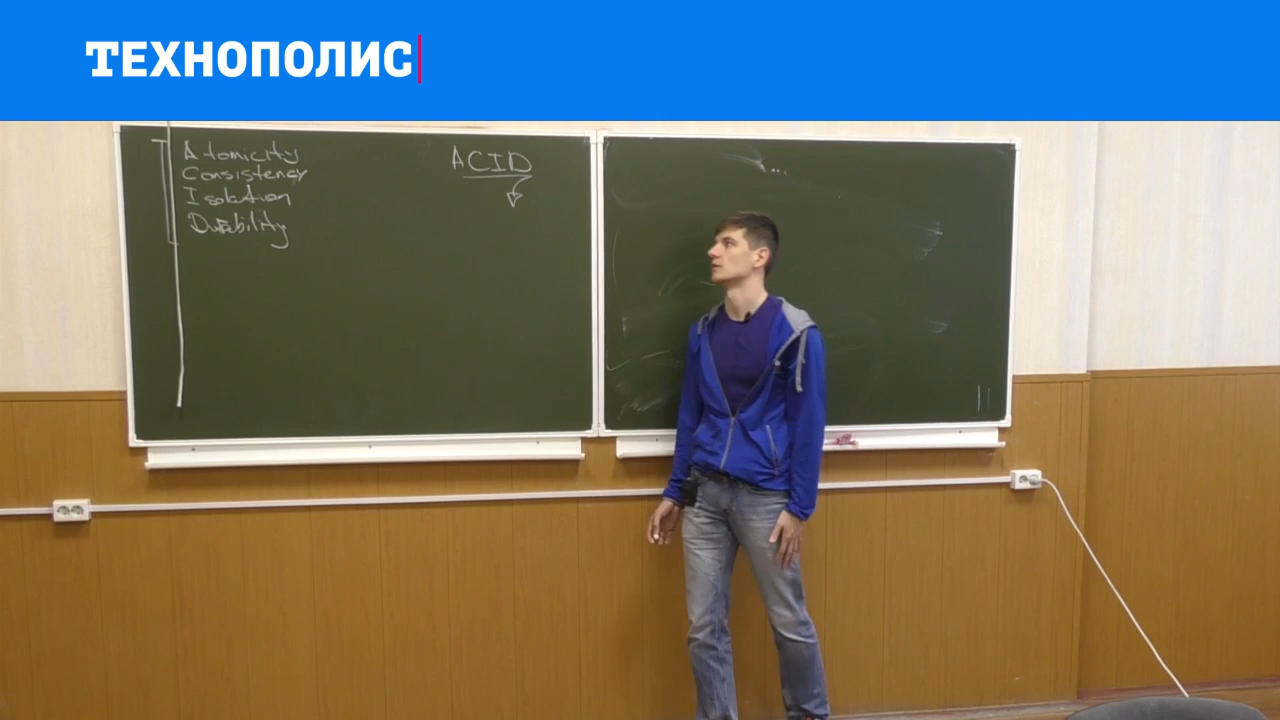 ТЕХНОПОЛИС
Atomicity
Consistency
Isolation
Durability
ACID
...